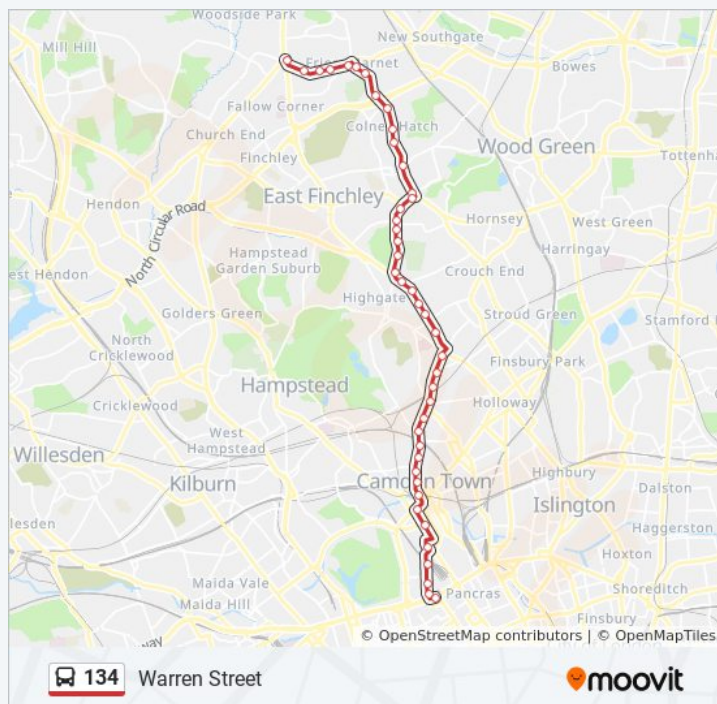 Woodside Park
Mill Hill
New Southgate
Friern Barnet
Bowes
Fallow Corner
Church End
Colney Hatch
Finchley
Wood Green
Tottenha
East Finchley
Hendon
North Circular Road
Hornsey
West Green
Hampstead
Garden Suburb
Harringay
est Hendon
Crouch End
Highgate
Golders Green
Stroud Green
Stamford
North
Cricklewood
Finsbury Park
Hampstead
Cricklewood
Holloway
West
Hampstead
Willesden
Highbury
Camden Town
Dalston
Kilburn
Islington
lesden
Haggerston
Hoxton
Maida Vale
Pancras
Shoreditch
Maida Hill
Finsbury
way
© OpenStreetMap contributors | © OpenMapTiles
134 Warren Street
moovit